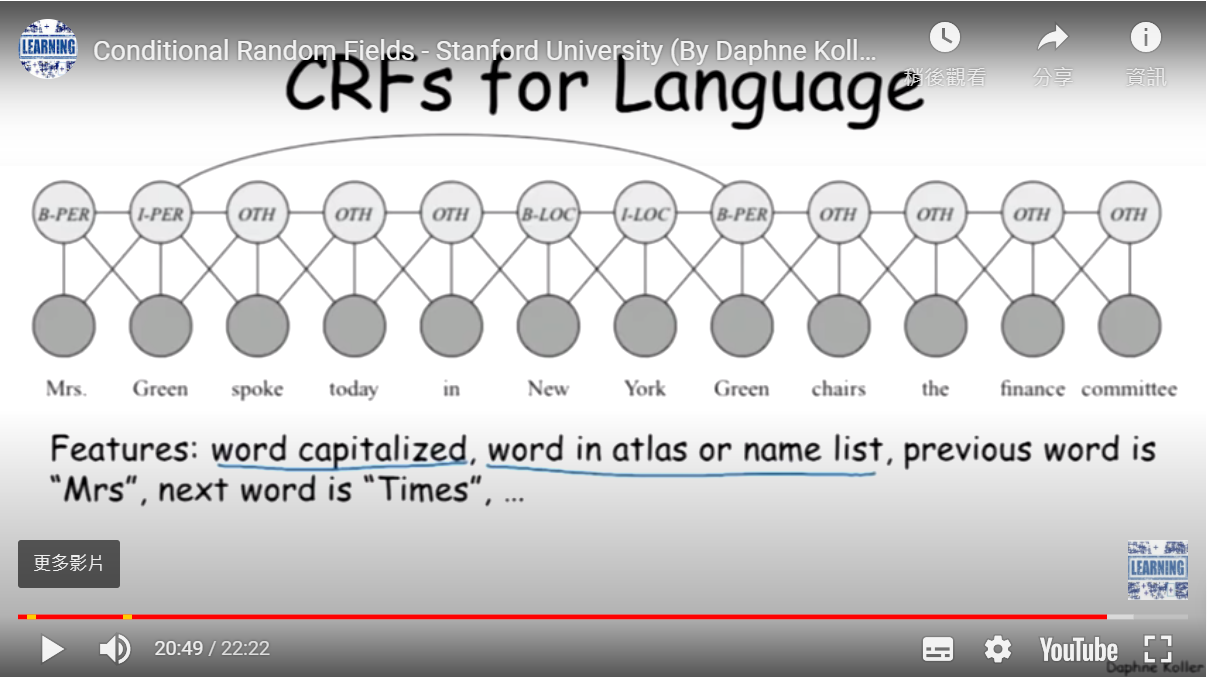 LEARNING
Conditional Random Fields - Stanford University (By Daphne Koll...
稍後觀看 分享 資訊
CRFs for Language
B-PER I-PER OTH OTH OTH B-LOC I-LOC B-PER OTH OTH OTH OTH
Mrs. Green spoke today in New York Green chairs the finance committee
Features: word capitalized, word in atlas or name list, previous word is
“Mrs”, next word is “Times”, ...
更多影片
LEARNING
20:49 / 22:22
YouTube
Daphne Koller